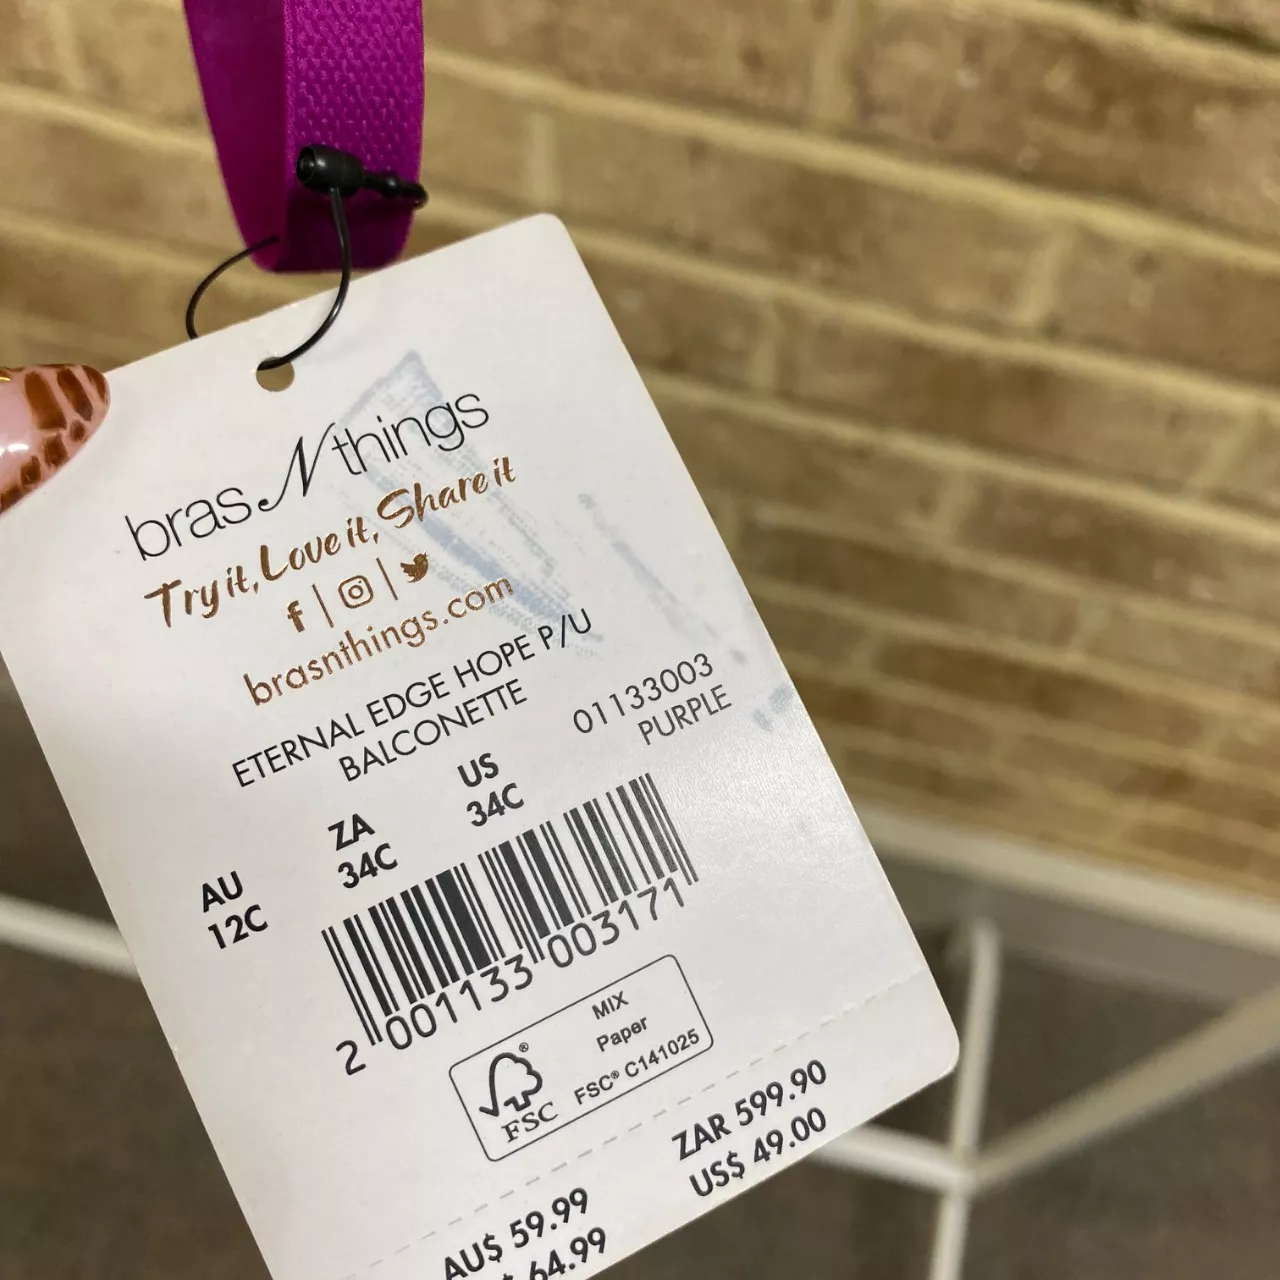 bras N things
Try it, Love it, Share it
f | |
brasnthings.com
ETERNAL EDGE HOPE P/U
BALCONETTE
01133003
PURPLE
AU ZA US
12C 34C 34C
2 001133 003171
MIX
Paper
FSC® C141025
FSC®
ZAR 599.90
US$ 49.00
AU$ 59.99
$ 64.99